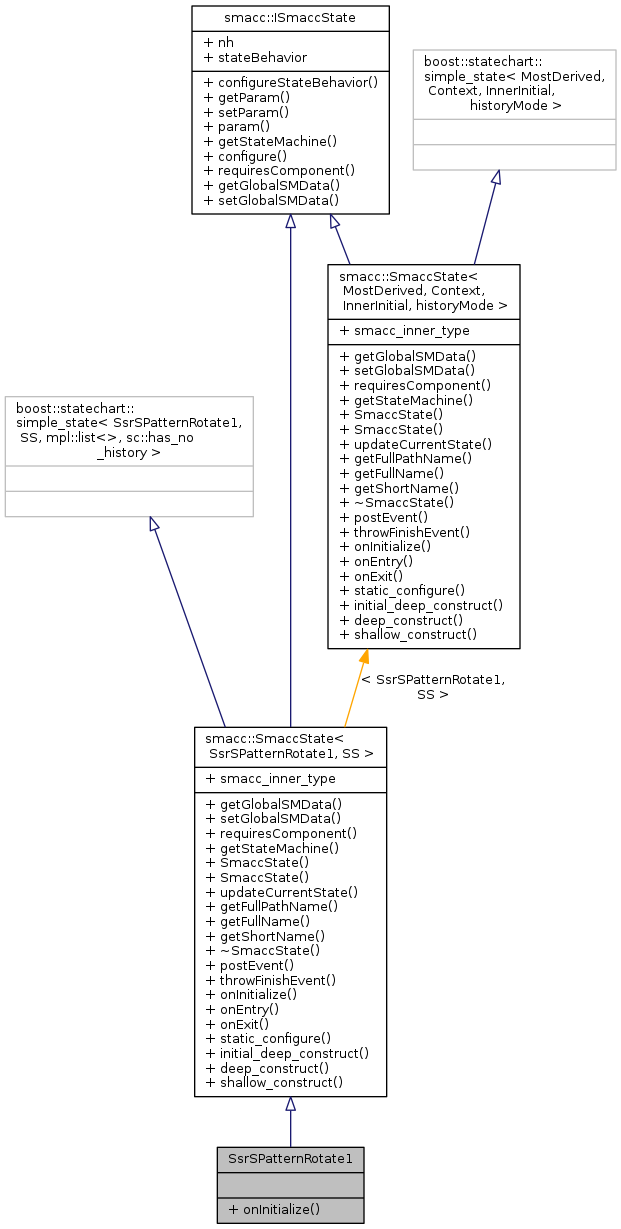 smacc::ISmaccState
+ nh
+ stateBehavior
+ configureStateBehavior()
+ getParam()
+ setParam()
+ param()
+ getStateMachine()
+ configure()
+ requiresComponent()
+ getGlobalSMData()
+ setGlobalSMData()
boost::statechart::
simple_state< MostDerived,
Context, InnerInitial,
historyMode >
smacc::SmaccState<
MostDerived, Context,
InnerInitial, historyMode >
+ smacc_inner_type
+ getGlobalSMData()
+ setGlobalSMData()
+ requiresComponent()
+ getStateMachine()
+ SmaccState()
+ SmaccState()
+ updateCurrentState()
+ getFullPathName()
+ getFullName()
+ getShortName()
+ ~SmaccState()
+ postEvent()
+ throwFinishEvent()
+ onInitialize()
+ onEntry()
+ onExit()
+ static_configure()
+ initial_deep_construct()
+ deep_construct()
+ shallow_construct()
boost::statechart::
simple_state< SsrSPatternRotate1,
SS, mpl::list<>, sc::has_no
_history >
< SsrSPatternRotate1,
SS >
smacc::SmaccState<
SsrSPatternRotate1, SS >
+ smacc_inner_type
+ getGlobalSMData()
+ setGlobalSMData()
+ requiresComponent()
+ getStateMachine()
+ SmaccState()
+ SmaccState()
+ updateCurrentState()
+ getFullPathName()
+ getFullName()
+ getShortName()
+ ~SmaccState()
+ postEvent()
+ throwFinishEvent()
+ onInitialize()
+ onEntry()
+ onExit()
+ static_configure()
+ initial_deep_construct()
+ deep_construct()
+ shallow_construct()
SsrSPatternRotate1
+ onInitialize()